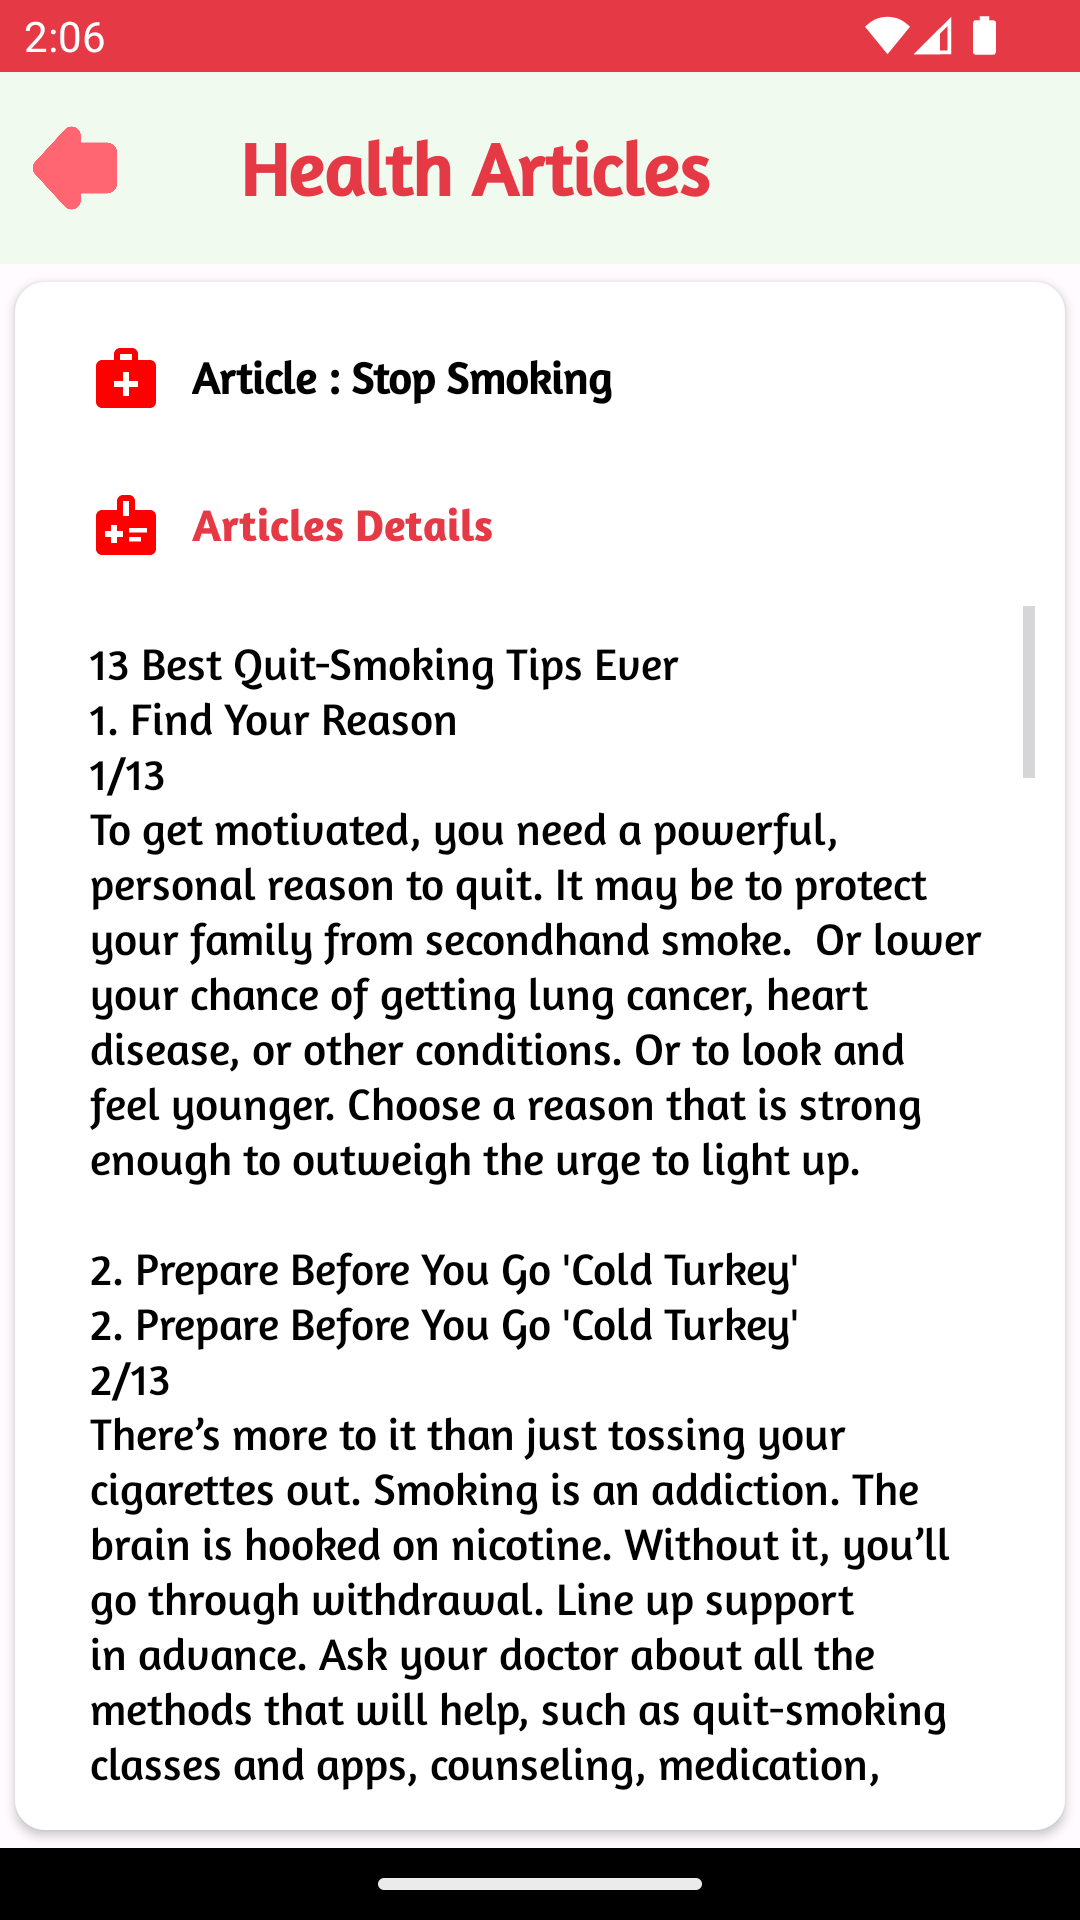 2:06
Health Articles
Article : Stop Smoking
Articles Details
13 Best Quit-Smoking Tips Ever
1. Find Your Reason
1/13
To get motivated, you need a powerful,
personal reason to quit. It may be to protect
your family from secondhand smoke.  Or lower
your chance of getting lung cancer, heart
disease, or other conditions. Or to look and
feel younger. Choose a reason that is strong
enough to outweigh the urge to light up.
2. Prepare Before You Go 'Cold Turkey'
2. Prepare Before You Go 'Cold Turkey'
2/13
There’s more to it than just tossing your
cigarettes out. Smoking is an addiction. The
brain is hooked on nicotine. Without it, you’ll
go through withdrawal. Line up support
in advance. Ask your doctor about all the
methods that will help, such as quit-smoking
classes and apps, counseling, medication,